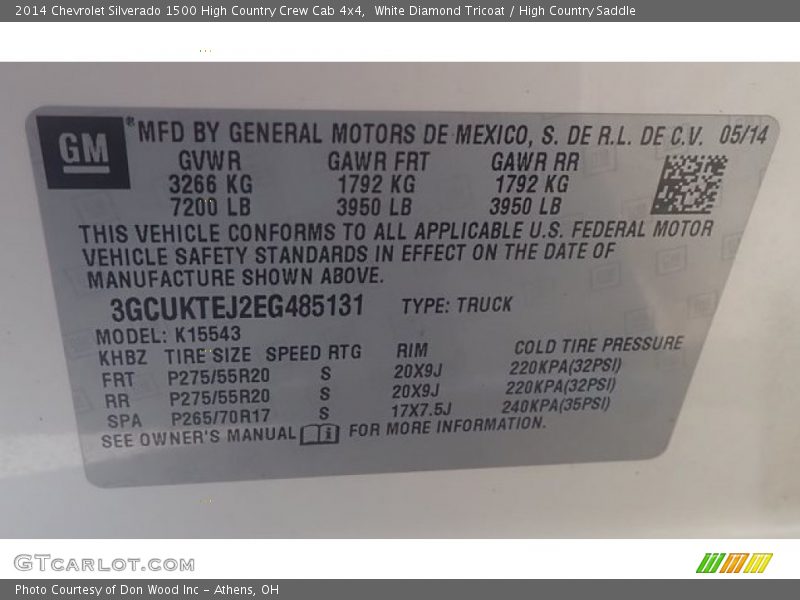 2014 Chevrolet Silverado 1500 High Country Crew Cab 4x4,  White Diamond Tricoat / High Country Saddle
GM
® MFD BY GENERAL MOTORS DE MEXICO, S. DE R.L. DE C.V. 05/14
GVWR GAWR FRT GAWR RR
3266 KG 1792 KG 1792 KG
7200 LB 3950 LB 3950 LB
THIS VEHICLE CONFORMS TO ALL APPLICABLE U.S. FEDERAL MOTOR
VEHICLE SAFETY STANDARDS IN EFFECT ON THE DATE OF
MANUFACTURE SHOWN ABOVE.
3GCUKTEJ2EG485131 TYPE: TRUCK
MODEL: K15543
KHBZ TIRE SIZE SPEED RTG RIM COLD TIRE PRESSURE
FRT P275/55R20 S 20X9J 220KPA(32PSI)
RR P275/55R20 S 20X9J 220KPA(32PSI)
SPA P265/70R17 S 17X7.5J 240KPA(35PSI)
SEE OWNER'S MANUAL i FOR MORE INFORMATION.
GTCARLOT.COM
Photo Courtesy of Don Wood Inc - Athens, OH